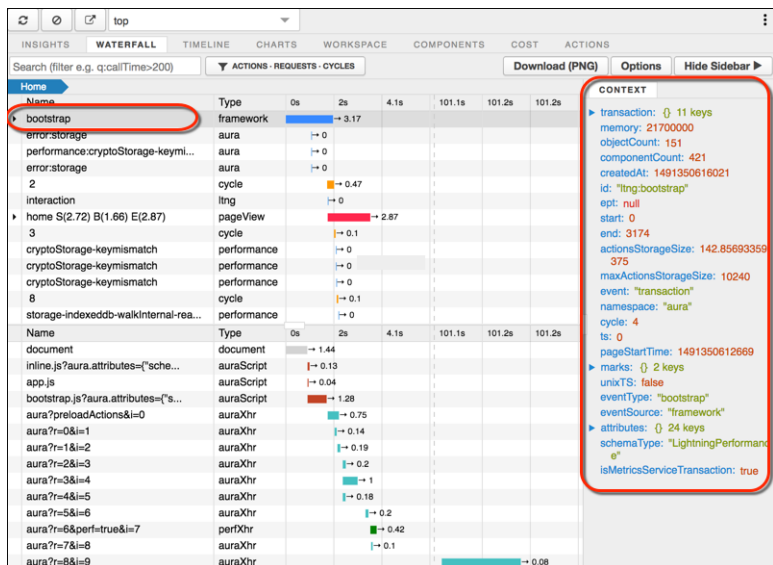 top
INSIGHTS WATERFALL TIMELINE CHARTS WORKSPACE COMPONENTS COST ACTIONS
Search (filter e.g. q:callTime>200) ACTIONS · REQUESTS · CYCLES Download (PNG) Options Hide Sidebar ▶
Home
Name Type 0s 2s 4.1s 101.1s 101.2s 101.2s
bootstrap framework → 3.17
error:storage aura → 0
performance:cryptoStorage-keymi... aura → 0
error:storage aura → 0
2 cycle → 0.47
interaction ltng → 0
home S(2.72) B(1.66) E(2.87) pageView → 2.87
3 cycle → 0.1
cryptoStorage-keymismatch performance → 0
cryptoStorage-keymismatch performance → 0
cryptoStorage-keymismatch performance → 0
8 cycle → 0.1
storage-indexeddb-walkInternal-rea... performance → 0
Name Type 0s 2s 4.1s 101.1s 101.2s 101.2s
document document → 1.44
inline.js?aura.attributes={"sche... auraScript → 0.13
app.js auraScript → 0.04
bootstrap.js?aura.attributes={"s... auraScript → 1.28
aura?preloadActions&i=0 auraXhr → 0.75
aura?r=0&i=1 auraXhr → 0.14
aura?r=1&i=2 auraXhr → 0.19
aura?r=2&i=3 auraXhr → 0.2
aura?r=3&i=4 auraXhr → 1
aura?r=4&i=5 auraXhr → 0.18
aura?r=5&i=6 auraXhr → 0.2
aura?r=6&perf=true&i=7 perfXhr → 0.42
aura?r=7&i=8 auraXhr → 0.1
aura?r=8&i=9 auraXhr → 0.08
CONTEXT
transaction: {} 11 keys
memory: 21700000
objectCount: 151
componentCount: 421
createdAt: 1491350616021
id: "ltng:bootstrap"
ept: null
start: 0
end: 3174
actionsStorageSize: 142.85693359
375
maxActionsStorageSize: 10240
event: "transaction"
namespace: "aura"
cycle: 4
ts: 0
pageStartTime: 1491350612669
marks: {} 2 keys
unixTS: false
eventType: "bootstrap"
eventSource: "framework"
attributes: {} 24 keys
schemaType: "LightningPerformanc
e"
isMetricsServiceTransaction: true